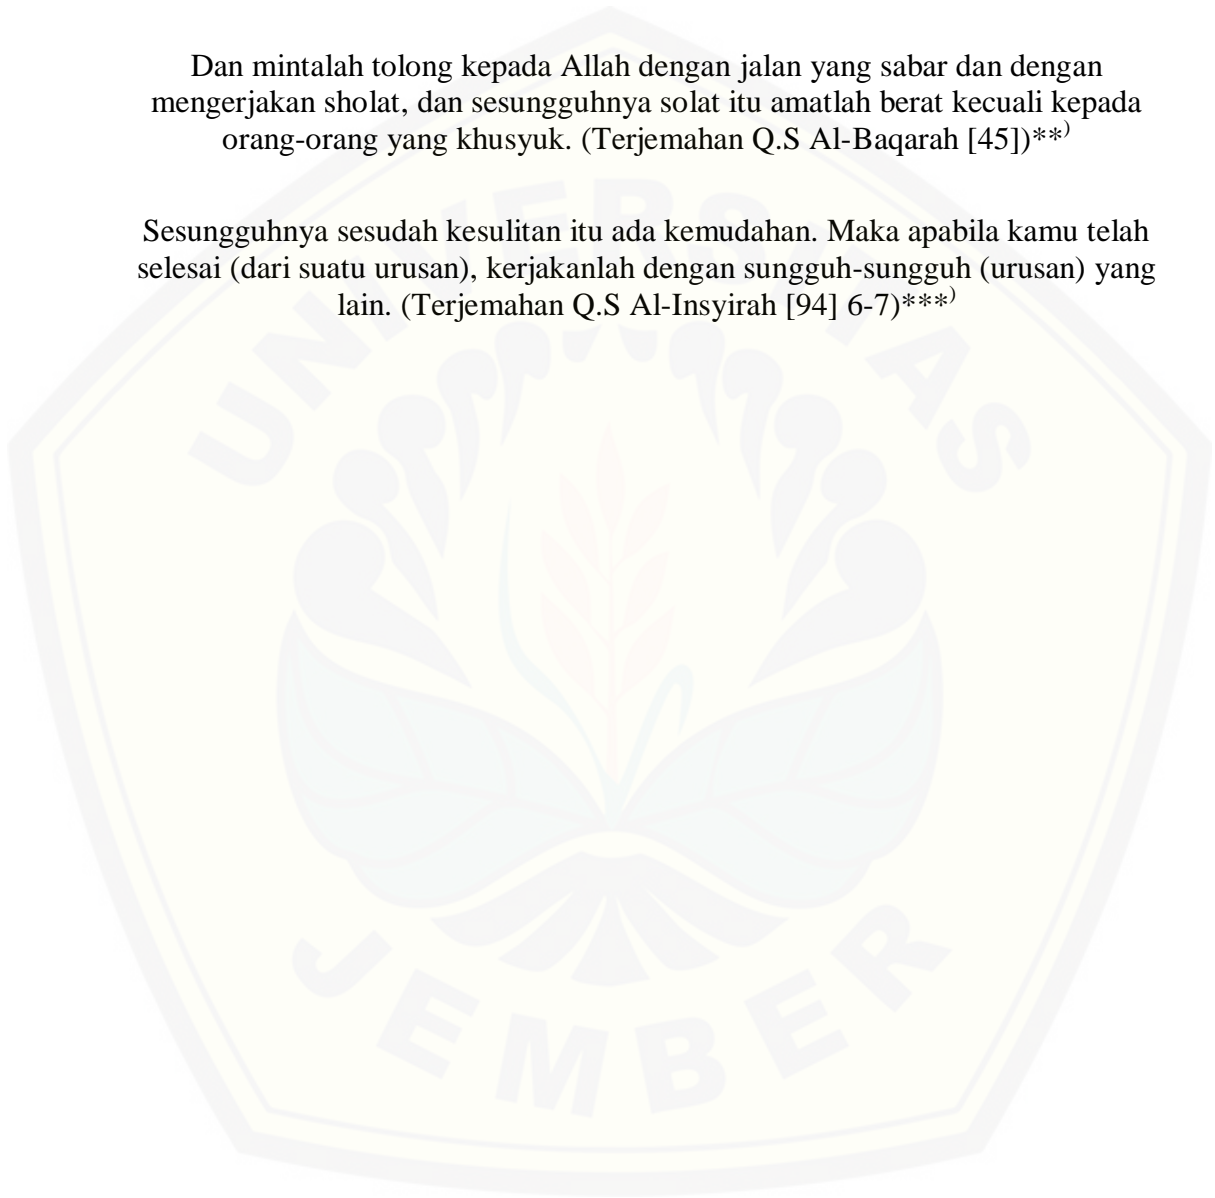 Dan mintalah tolong kepada Allah dengan jalan yang sabar dan dengan
mengerjakan sholat, dan sesungguhnya solat itu amatlah berat kecuali kepada
orang-orang yang khusyuk. (Terjemahan Q.S Al-Baqarah [45])**)
Sesungguhnya sesudah kesulitan itu ada kemudahan. Maka apabila kamu telah
selesai (dari suatu urusan), kerjakanlah dengan sungguh-sungguh (urusan) yang
lain. (Terjemahan Q.S Al-Insyirah [94] 6-7)***)
UNIVERSITAS
JEMBER